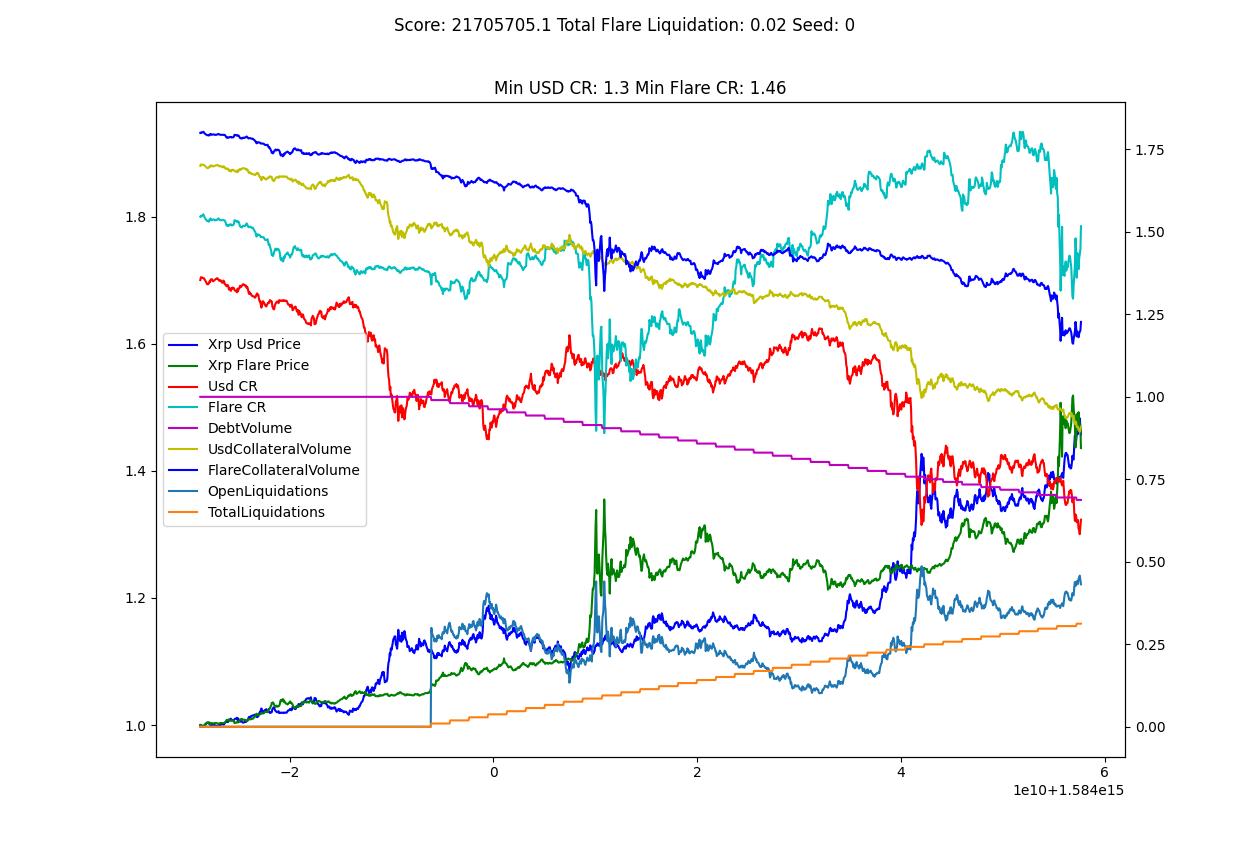 Score: 21705705.1 Total Flare Liquidation: 0.02 Seed: 0
Min USD CR: 1.3 Min Flare CR: 1.46
1.8
1.6
1.4
1.2
1.0
Xrp Usd Price
Xrp Flare Price
Usd CR
Flare CR
DebtVolume
UsdCollateralVolume
FlareCollateralVolume
OpenLiquidations
TotalLiquidations
1.75
1.50
1.25
1.00
0.75
0.50
0.25
0.00
−2 0 2 4 6
1e10+1.584e15